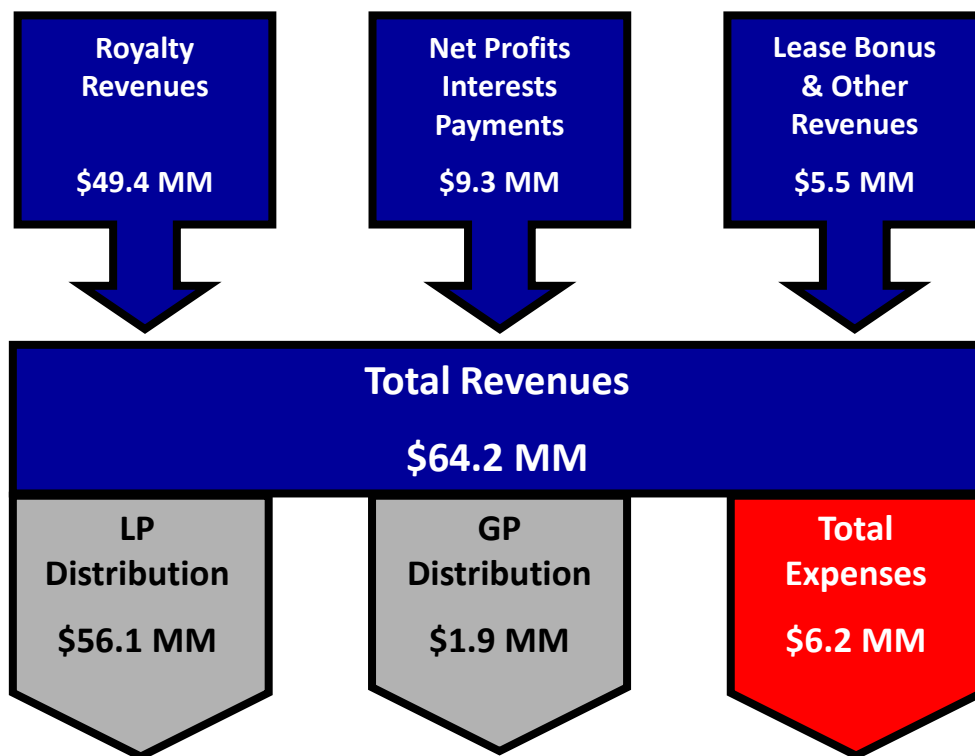 Royalty
Revenues
$49.4 MM
Net Profits
Interests
Payments
$9.3 MM
Lease Bonus
& Other
Revenues
$5.5 MM
Total Revenues
$64.2 MM
LP
Distribution
$56.1 MM
GP
Distribution
$1.9 MM
Total
Expenses
$6.2 MM